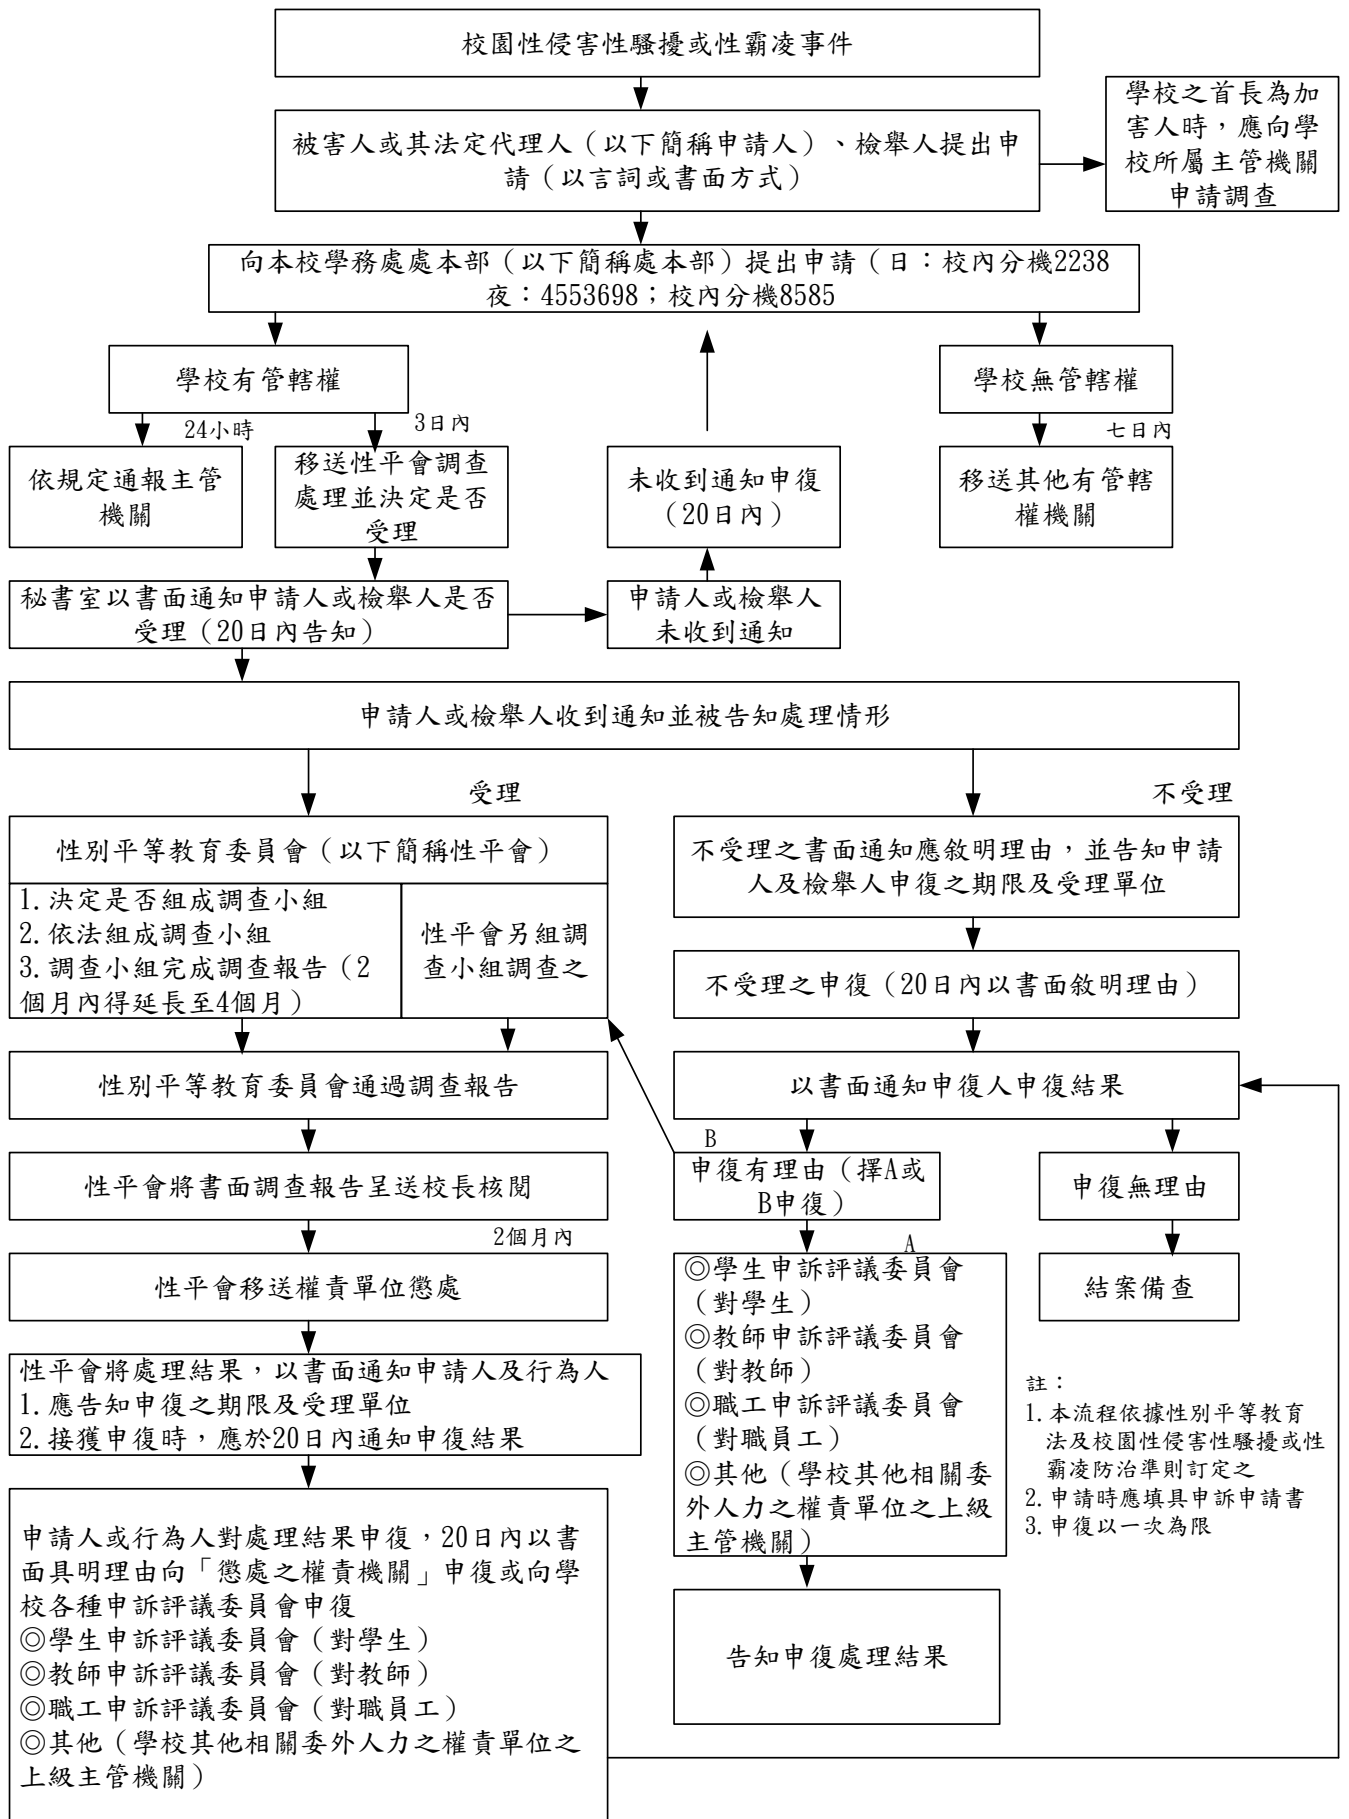 校園性侵害性騷擾或性霸凌事件
被害人或其法定代理人（以下簡稱申請人）、檢舉人提出申
請（以言詞或書面方式）
學校之首長為加
害人時，應向學
校所屬主管機關
申請調查
向本校學務處處本部（以下簡稱處本部）提出申請（日：校內分機2238
夜：4553698；校內分機8585
學校有管轄權
學校無管轄權
24小時
3日內
七日內
依規定通報主管
機關
移送性平會調查
處理並決定是否
受理
未收到通知申復
（20日內）
移送其他有管轄
權機關
秘書室以書面通知申請人或檢舉人是否
受理（20日內告知）
申請人或檢舉人
未收到通知
申請人或檢舉人收到通知並被告知處理情形
受理
不受理
性別平等教育委員會（以下簡稱性平會）
1.決定是否組成調查小組
2.依法組成調查小組
3.調查小組完成調查報告（2
個月內得延長至4個月）
性平會另組調
查小組調查之
不受理之書面通知應敘明理由，並告知申請
人及檢舉人申復之期限及受理單位
不受理之申復（20日內以書面敘明理由）
性別平等教育委員會通過調查報告
以書面通知申復人申復結果
B
性平會將書面調查報告呈送校長核閱
申復有理由（擇A或
B申復）
申復無理由
2個月內
A
性平會移送權責單位懲處
◎學生申訴評議委員會
（對學生）
◎教師申訴評議委員會
（對教師）
◎職工申訴評議委員會
（對職員工）
◎其他（學校其他相關委
外人力之權責單位之上級
主管機關）
結案備查
性平會將處理結果，以書面通知申請人及行為人
1.應告知申復之期限及受理單位
2.接獲申復時，應於20日內通知申復結果
註：
1.本流程依據性別平等教育
法及校園性侵害性騷擾或性
霸凌防治準則訂定之
2.申請時應填具申訴申請書
3.申復以一次為限
申請人或行為人對處理結果申復，20日內以書
面具明理由向「懲處之權責機關」申復或向學
校各種申訴評議委員會申復
◎學生申訴評議委員會（對學生）
◎教師申訴評議委員會（對教師）
◎職工申訴評議委員會（對職員工）
◎其他（學校其他相關委外人力之權責單位之
上級主管機關）
告知申復處理結果